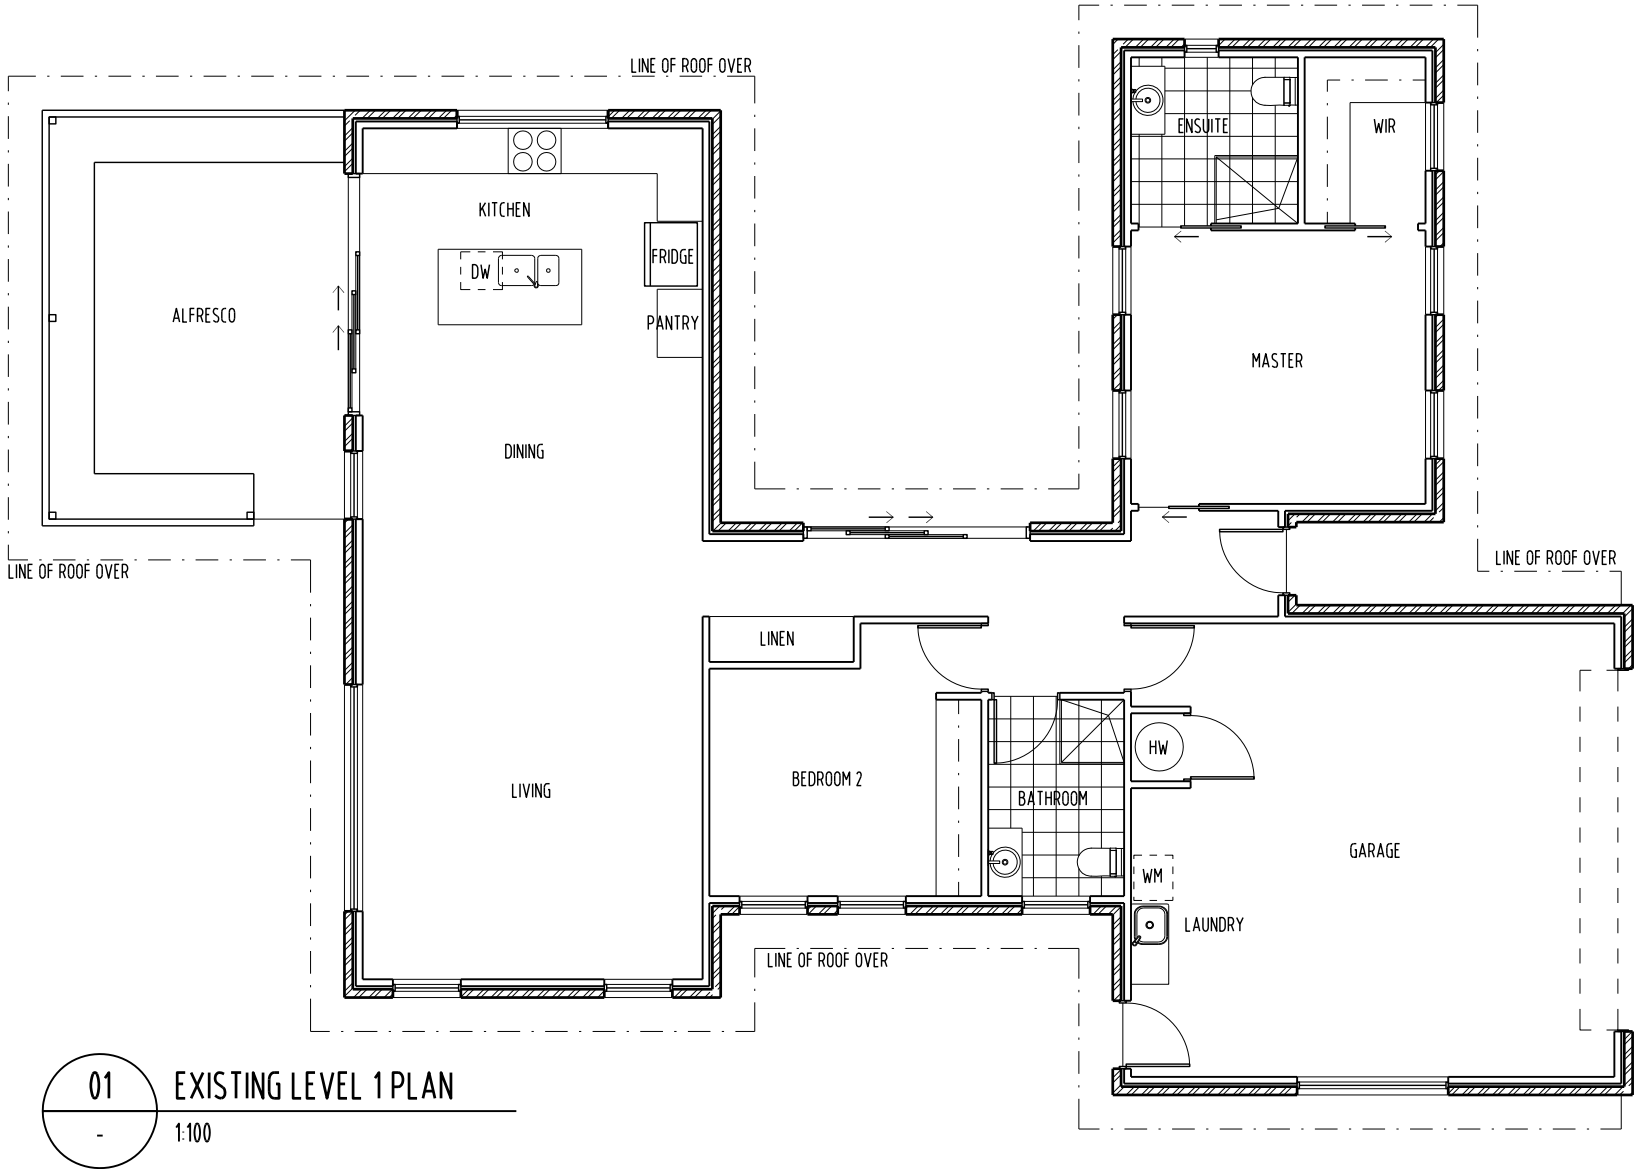 LINE OF ROOF OVER
ENSUITE
WIR
KITCHEN
FRIDGE
DW
ALFRESCO
PANTRY
MASTER
DINING
LINE OF ROOF OVER
LINE OF ROOF OVER
LINEN
HW
BEDROOM 2
LIVING
BATHROOM
GARAGE
WM
LAUNDRY
LINE OF ROOF OVER
01
EXISTING LEVEL 1 PLAN
-
1:100